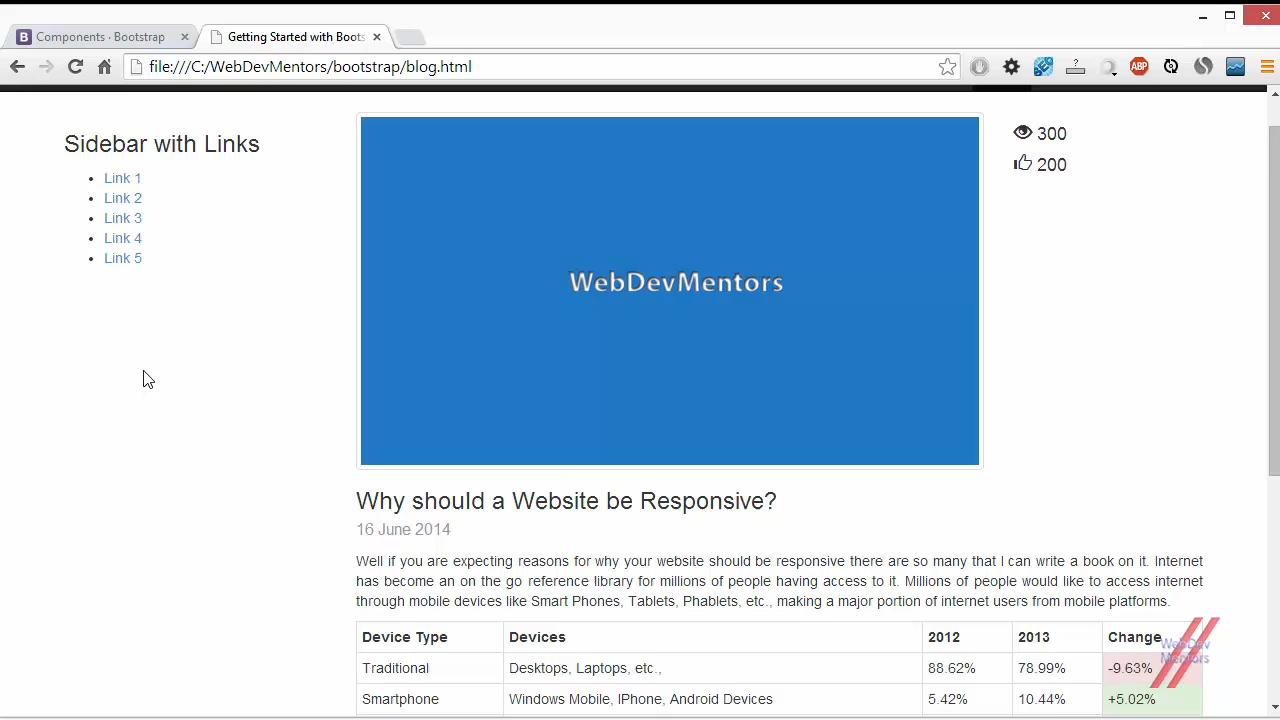 Components · Bootstrap
Getting Started with Boots
file:///C:/WebDevMentors/bootstrap/blog.html
ABP
Sidebar with Links
Link 1
Link 2
Link 3
Link 4
Link 5
WebDevMentors
300
200
Why should a Website be Responsive?
16 June 2014
Well if you are expecting reasons for why your website should be responsive there are so many that I can write a book on it. Internet
has become an on the go reference library for millions of people having access to it. Millions of people would like to access internet
through mobile devices like Smart Phones, Tablets, Phablets, etc., making a major portion of internet users from mobile platforms.
Device Type Devices 2012 2013 Change
Traditional Desktops, Laptops, etc., 88.62% 78.99% -9.63%
Smartphone Windows Mobile, IPhone, Android Devices 5.42% 10.44% +5.02%
WebDev
Mentors